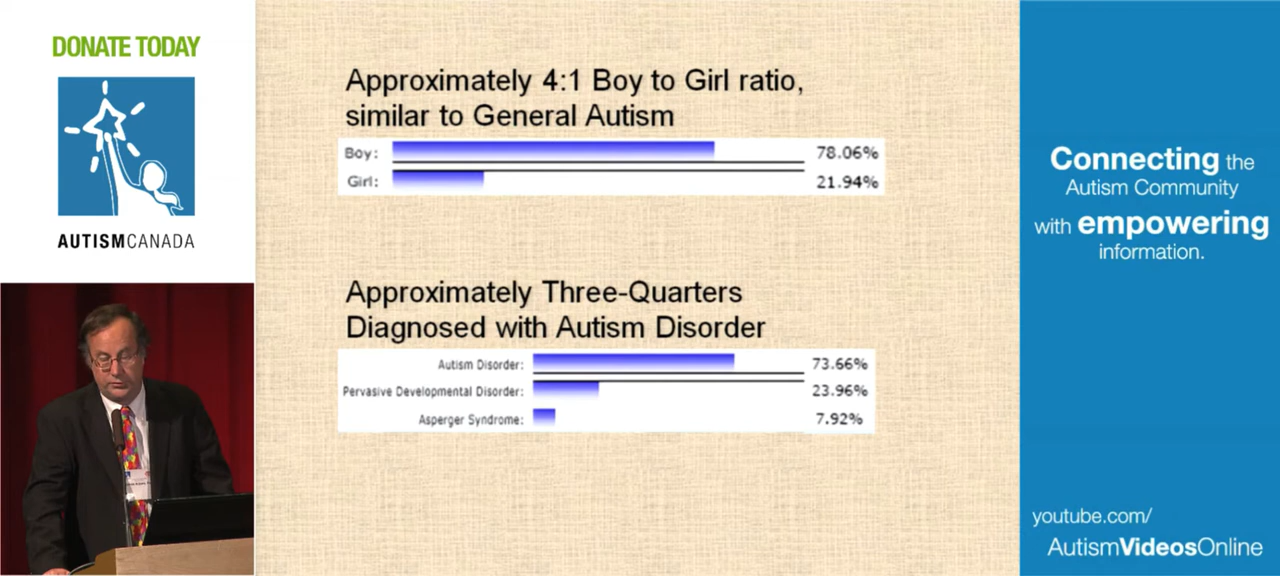 DONATE TODAY
AUTISMCANADA
Approximately 4:1 Boy to Girl ratio,
similar to General Autism
Boy: 78.06%
Girl: 21.94%
Approximately Three-Quarters
Diagnosed with Autism Disorder
Autism Disorder: 73.66%
Pervasive Developmental Disorder: 23.96%
Asperger Syndrome: 7.92%
Connecting the
Autism Community
with empowering
information.
youtube.com/
AutismVideosOnline